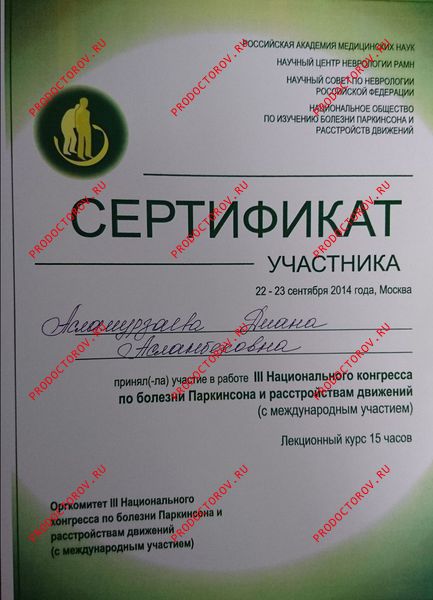 РОССИЙСКАЯ АКАДЕМИЯ МЕДИЦИНСКИХ НАУК
НАУЧНЫЙ ЦЕНТР НЕВРОЛОГИИ РАМН
НАУЧНЫЙ СОВЕТ ПО НЕВРОЛОГИИ
РОССИЙСКОЙ ФЕДЕРАЦИИ
НАЦИОНАЛЬНОЕ ОБЩЕСТВО
ПО ИЗУЧЕНИЮ БОЛЕЗНИ ПАРКИНСОНА И
РАССТРОЙСТВ ДВИЖЕНИЙ
СЕРТИФИКАТ
УЧАСТНИКА
22 - 23 сентября 2014 года, Москва
Асламурзаева Диана
Асланбековна
принял(-ла) участие в работе III Национального конгресса
по болезни Паркинсона и расстройствам движений
(с международным участием)
Лекционный курс 15 часов
Оргкомитет III Национального
конгресса по болезни Паркинсона и
расстройствам движений
(с международным участием)
PRODOCTOROV.RU